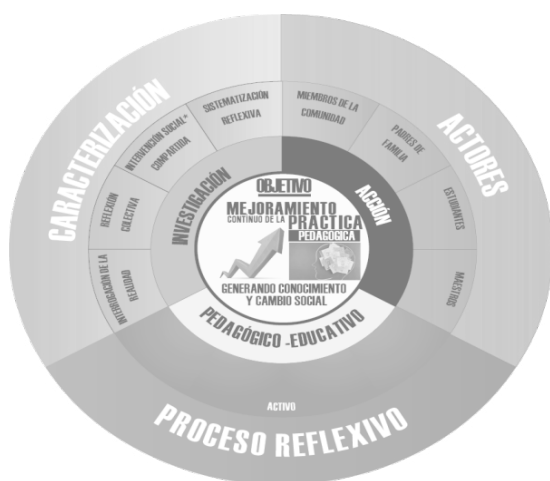 CARACTERIZACIÓN
ACTORES
PROCESO REFLEXIVO
INTERROGACIÓN DE LA
REALIDAD
REFLEXIÓN
COLECTIVA
INTERVENCIÓN SOCIAL*
COMPARTIDA
SISTEMATIZACIÓN
REFLEXIVA
MIEMBROS DE LA
COMUNIDAD
PADRES DE
FAMILIA
ESTUDIANTES
MAESTROS
ACTIVO
INVESTIGACIÓN
ACCIÓN
PEDAGÓGICO -EDUCATIVO
OBJETIVO
MEJORAMIENTO
CONTINUO DE LA PRÁCTICA
PEDAGÓGICA
GENERANDO CONOCIMIENTO
Y CAMBIO SOCIAL